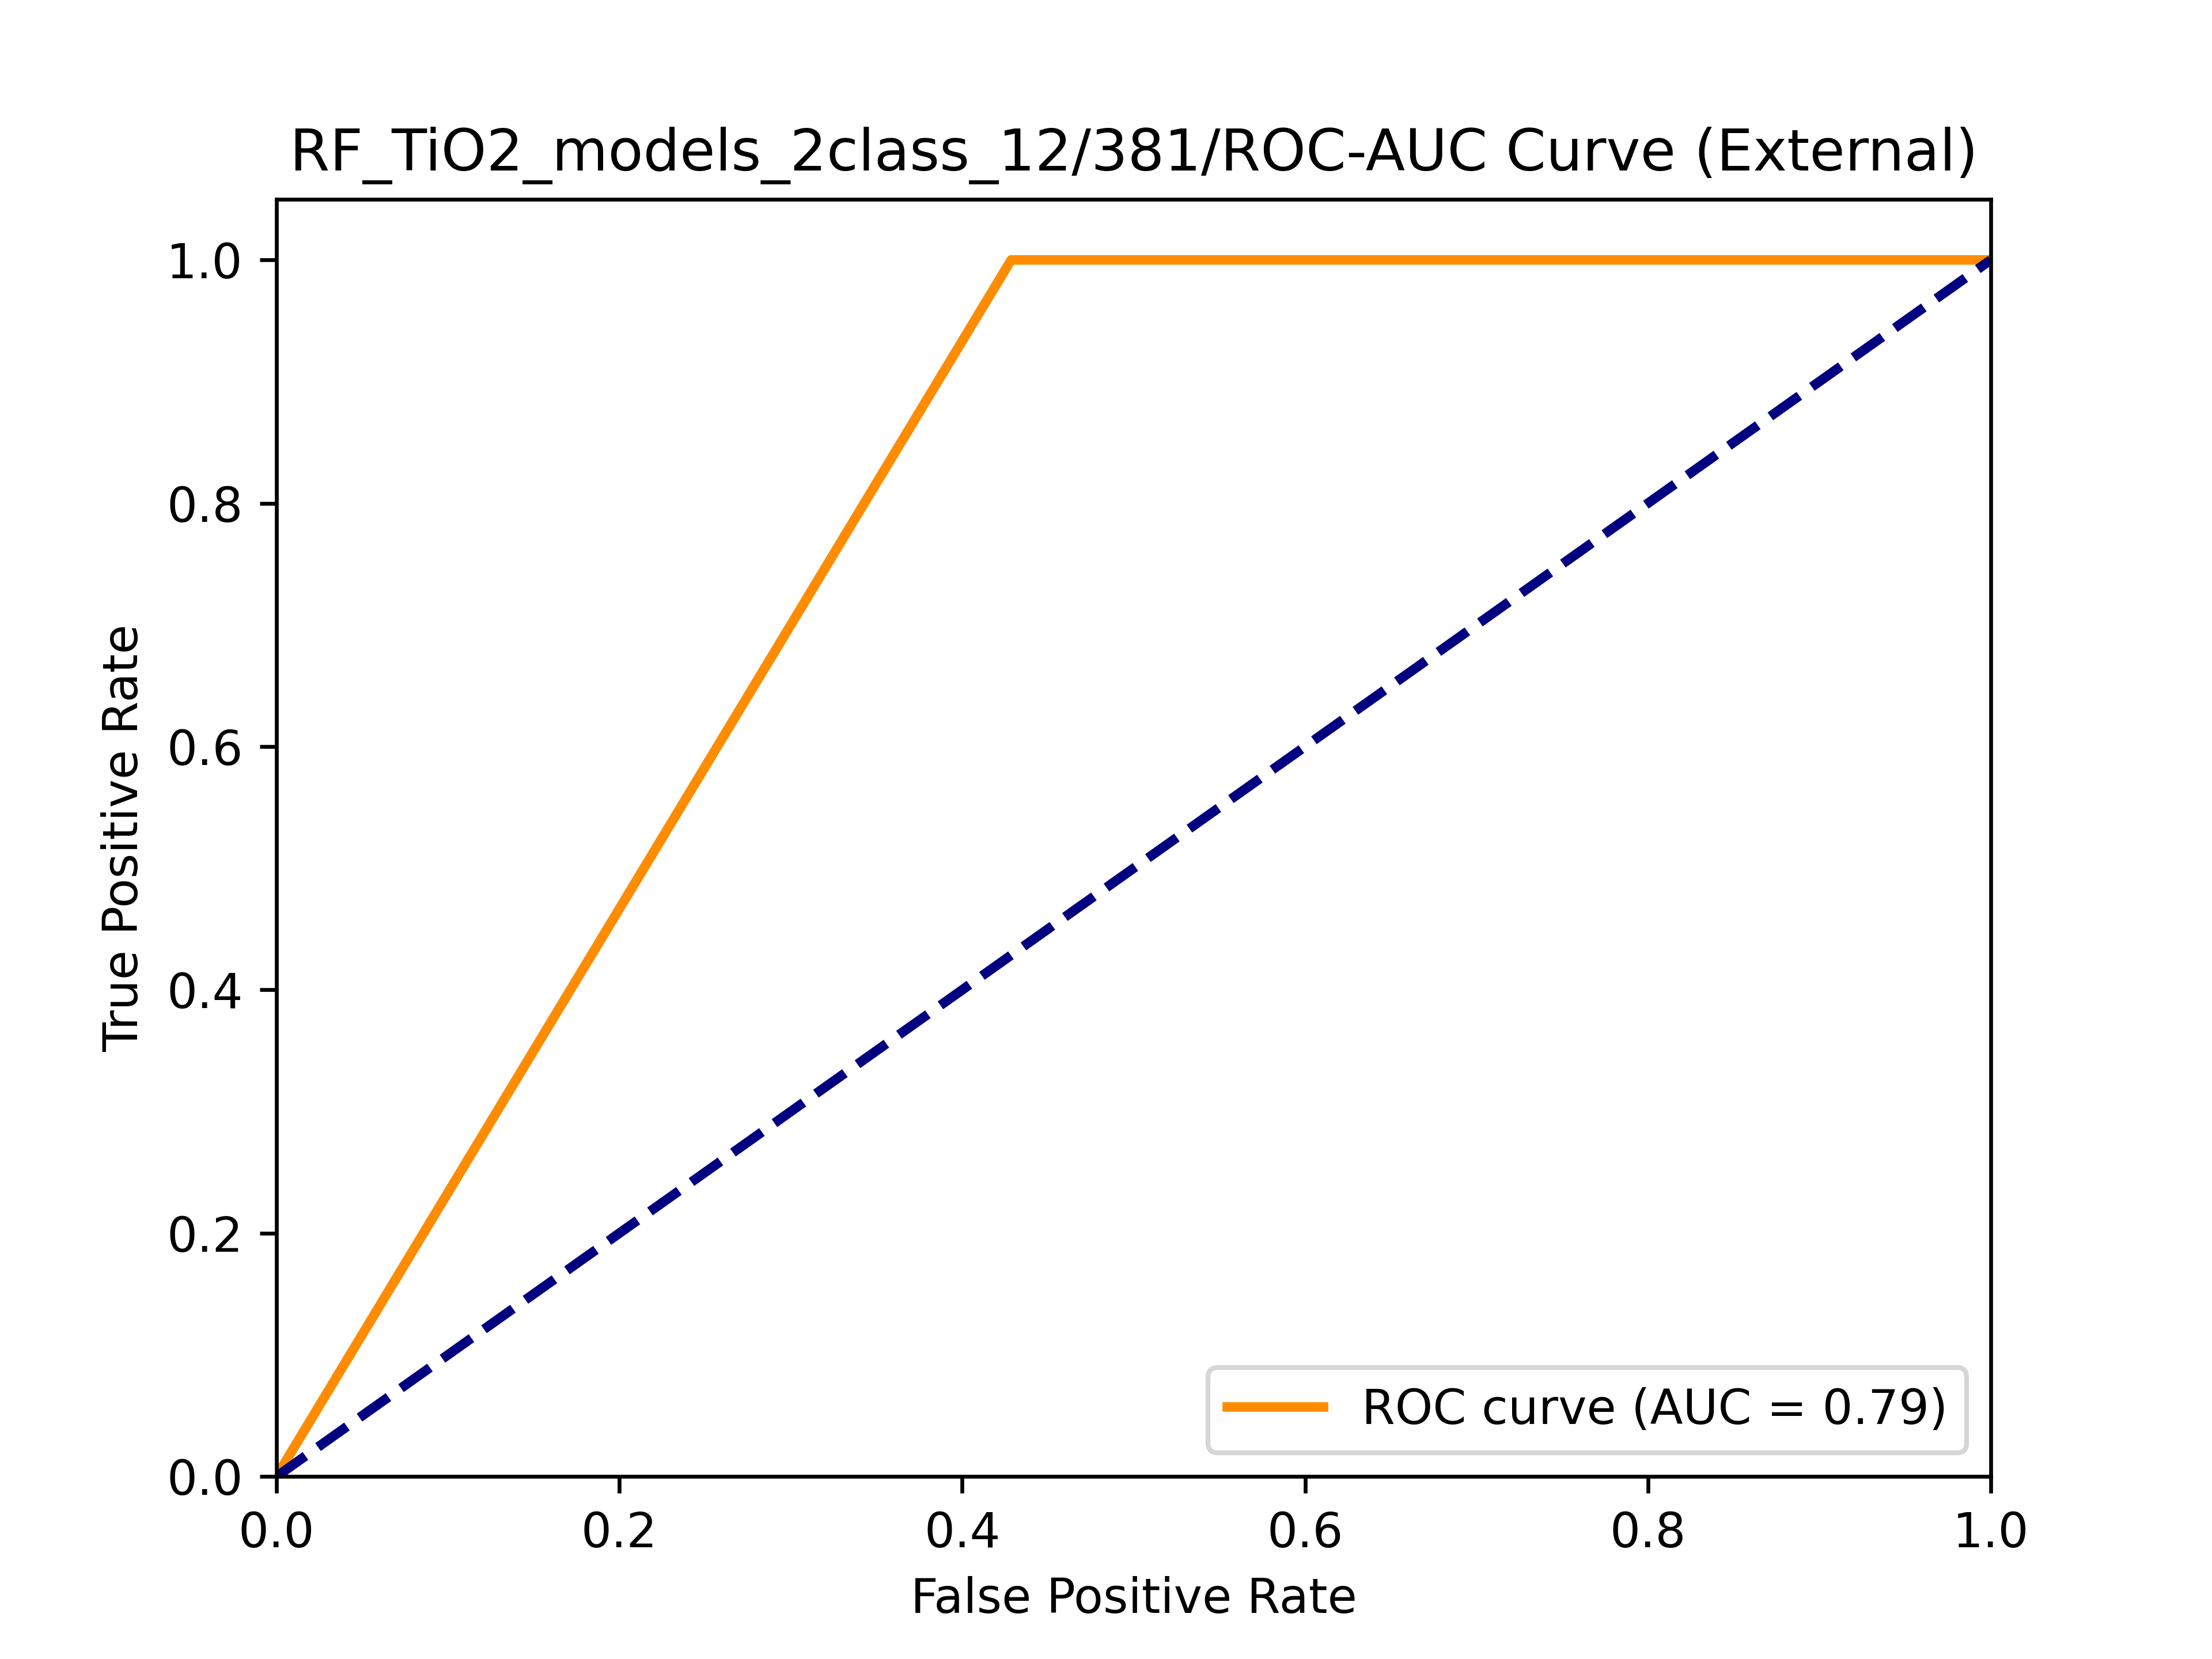 RF_TiO2_models_2class_12/381/ROC-AUC Curve (External)
True Positive Rate
1.0
0.8
0.6
0.4
0.2
0.0
0.0 0.2 0.4 0.6 0.8 1.0
False Positive Rate
ROC curve (AUC = 0.79)